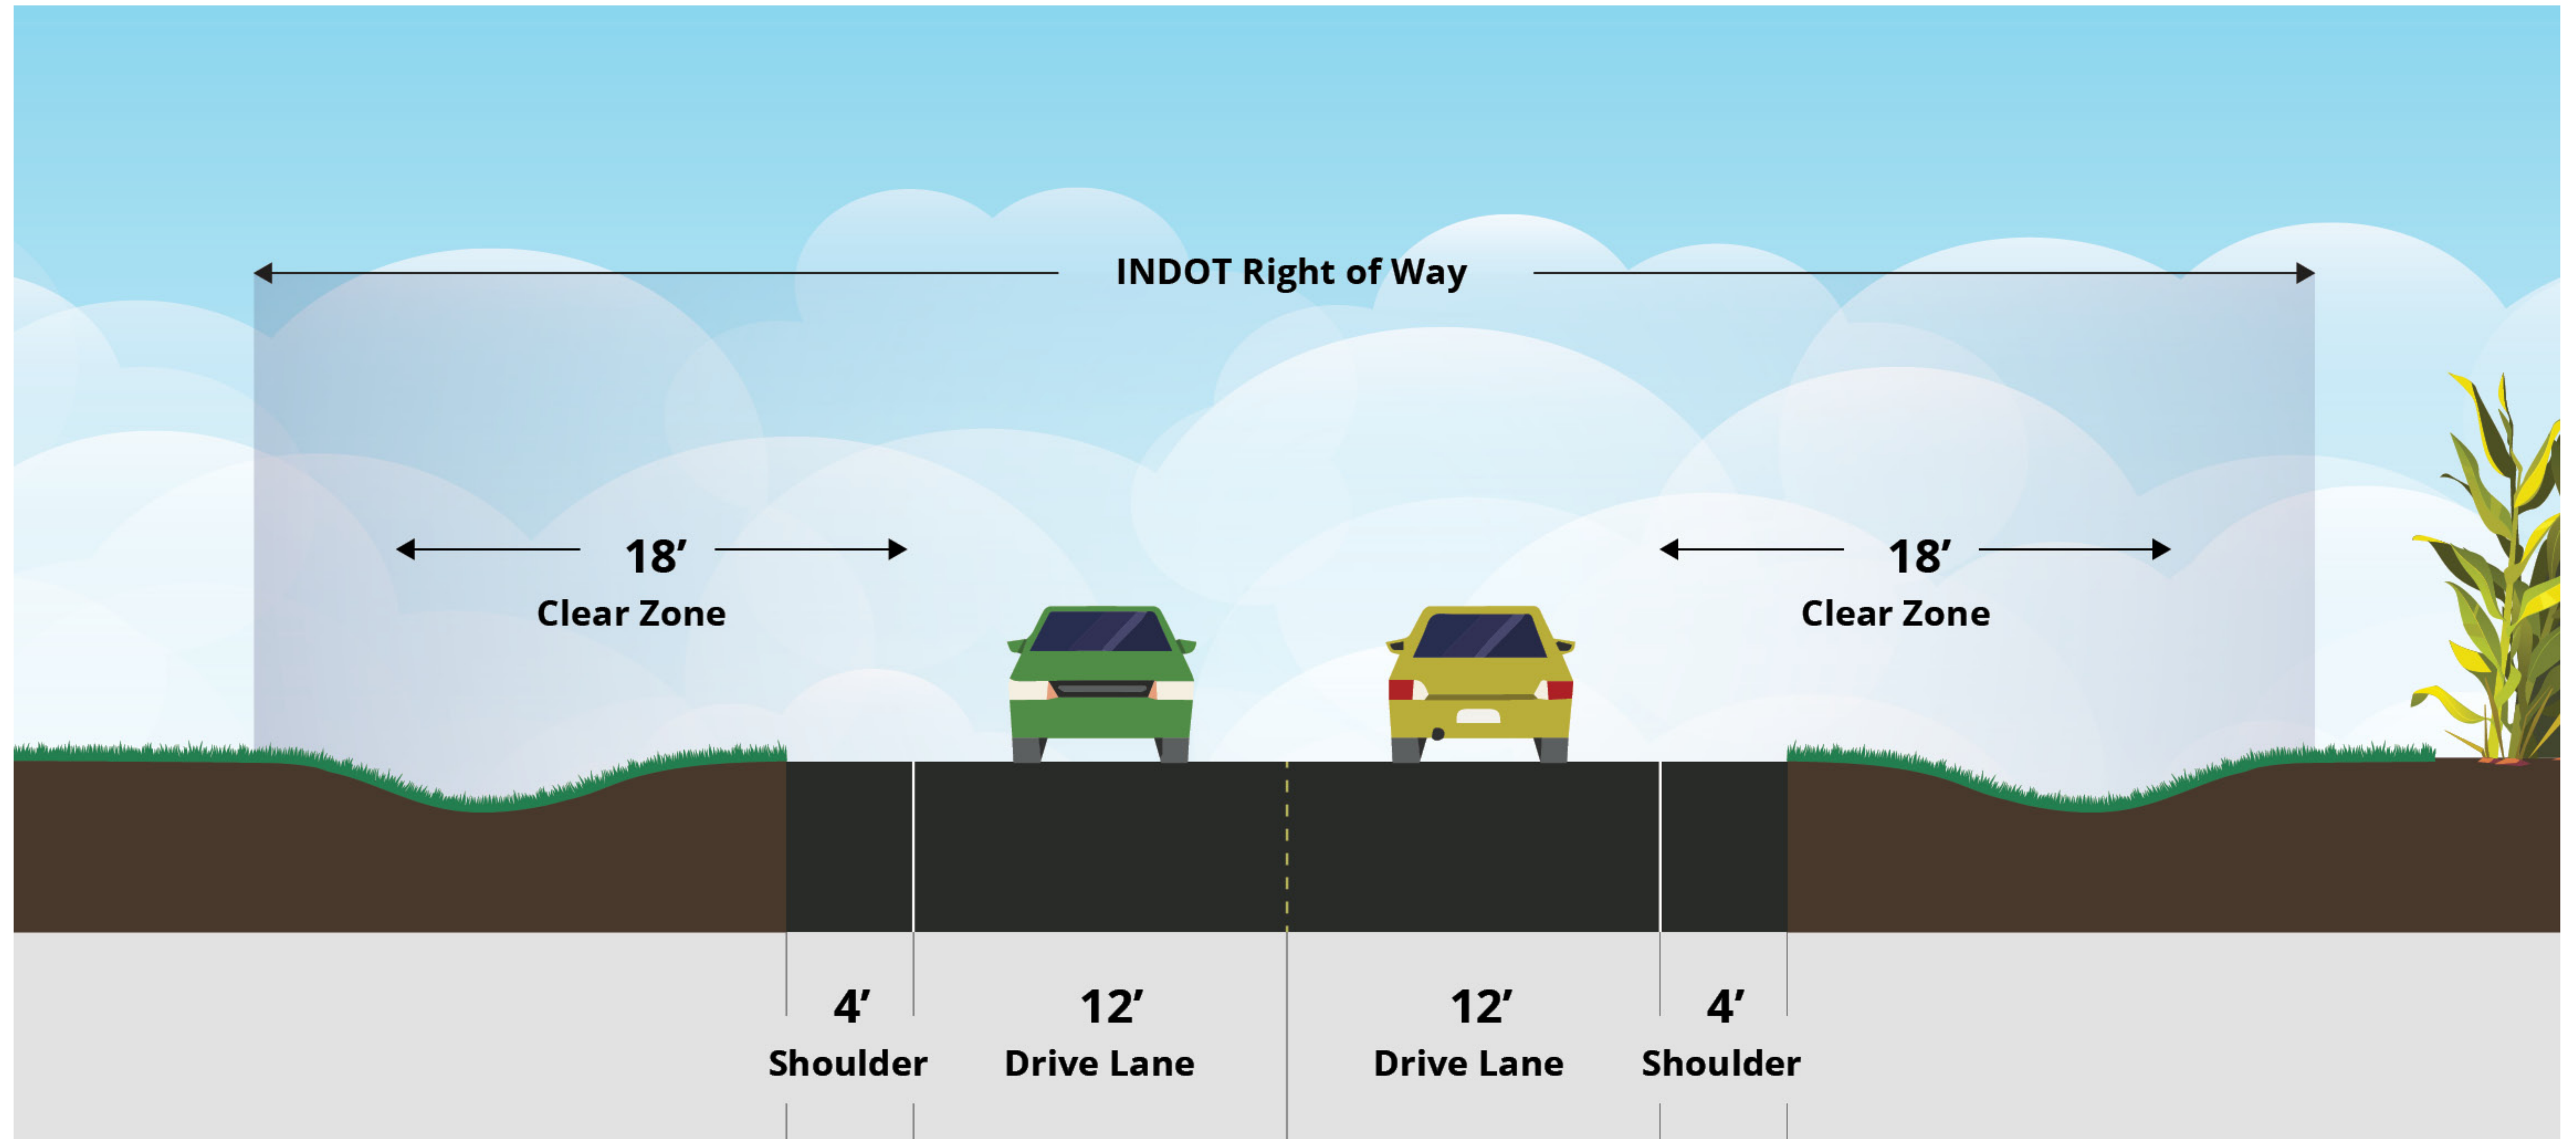 INDOT Right of Way
18’
Clear Zone
18’
Clear Zone
4’
Shoulder
12’
Drive Lane
12’
Drive Lane
4’
Shoulder